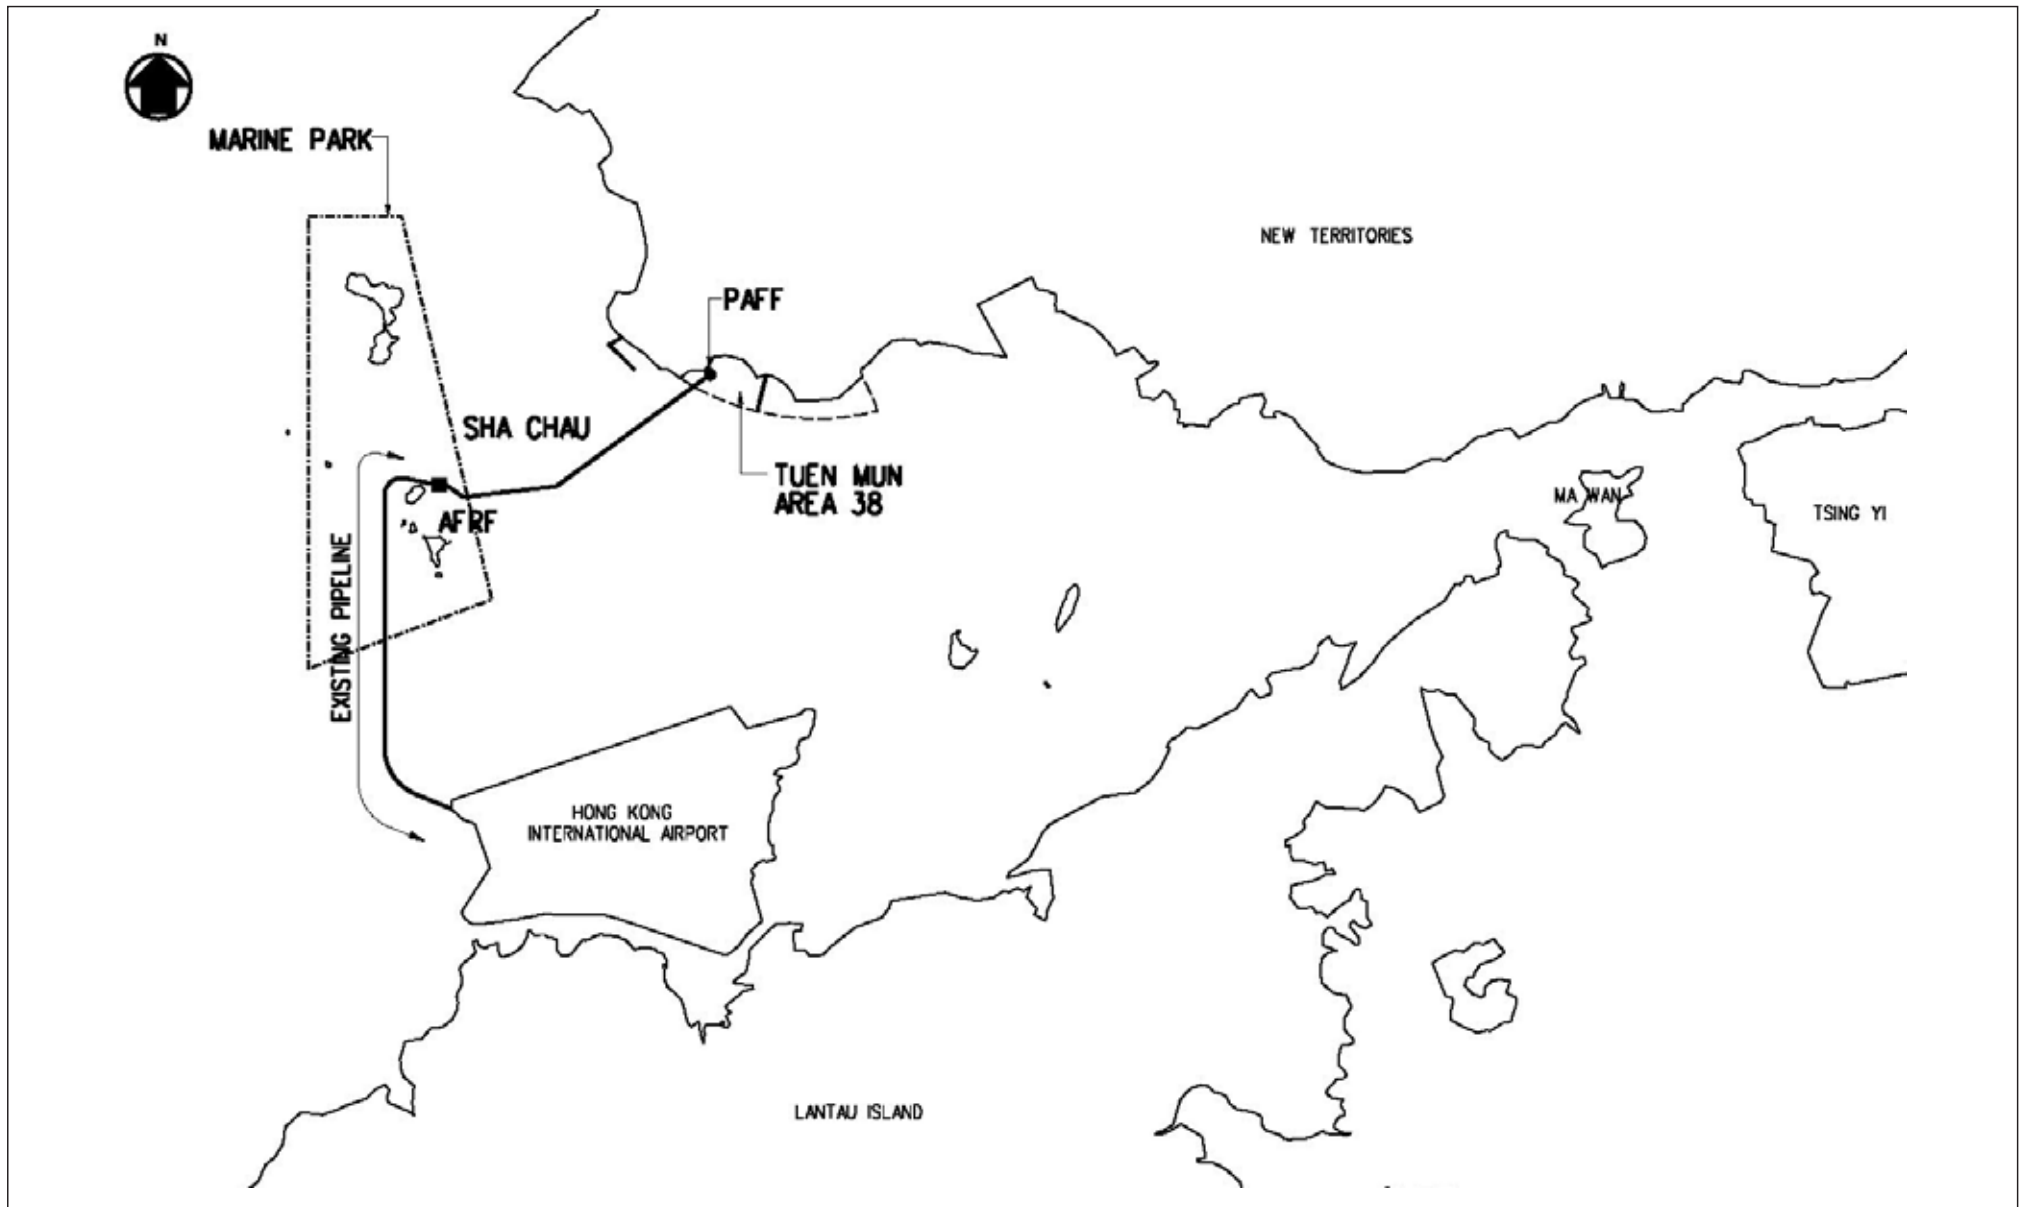 N
MARINE PARK
NEW TERRITORIES
PAFF
SHA CHAU
TUEN MUN
AREA 38
MA WAN
TSING YI
AFRF
EXISTING PIPELINE
HONG KONG
INTERNATIONAL AIRPORT
LANTAU ISLAND